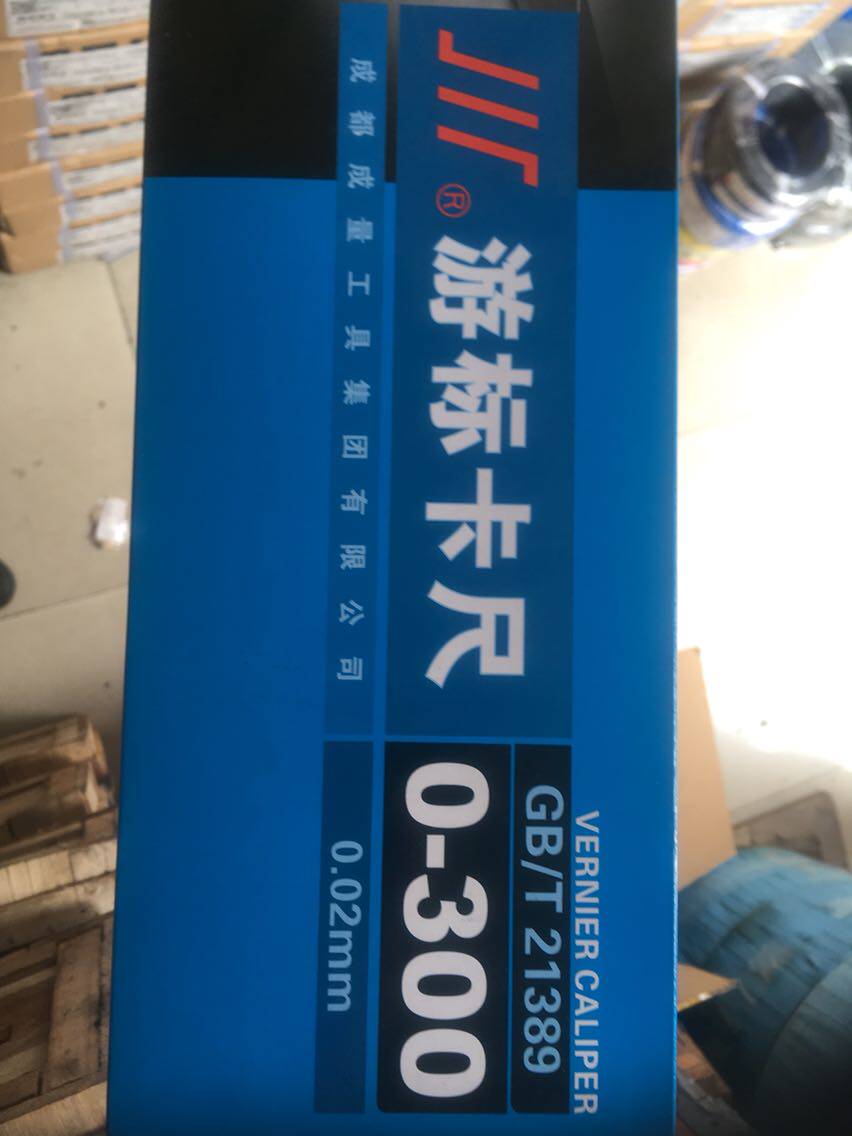 ®
游标卡尺
成都成量工具集团有限公司
VERNIER CALIPER
GB/T 21389
0-300
0.02mm